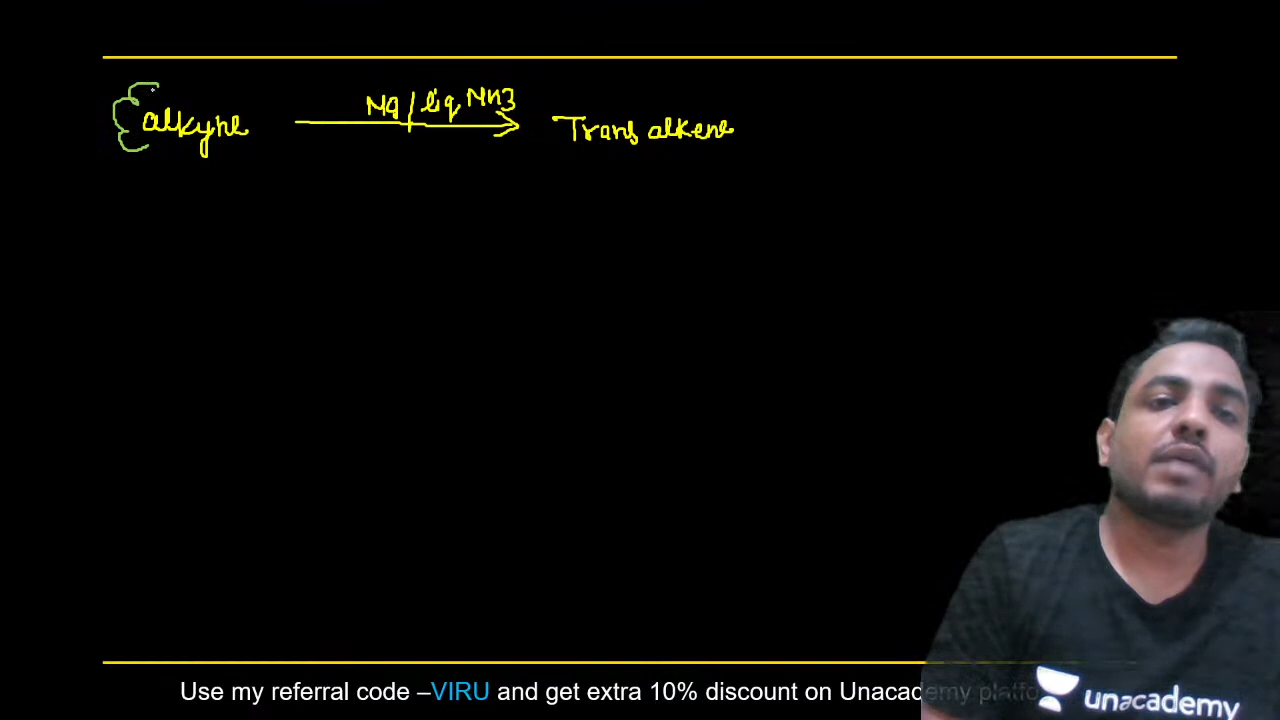 alkyne Na/liq NH3 Trans alkene
Use my referral code –VIRU and get extra 10% discount on Unacademy platfo
unacademy